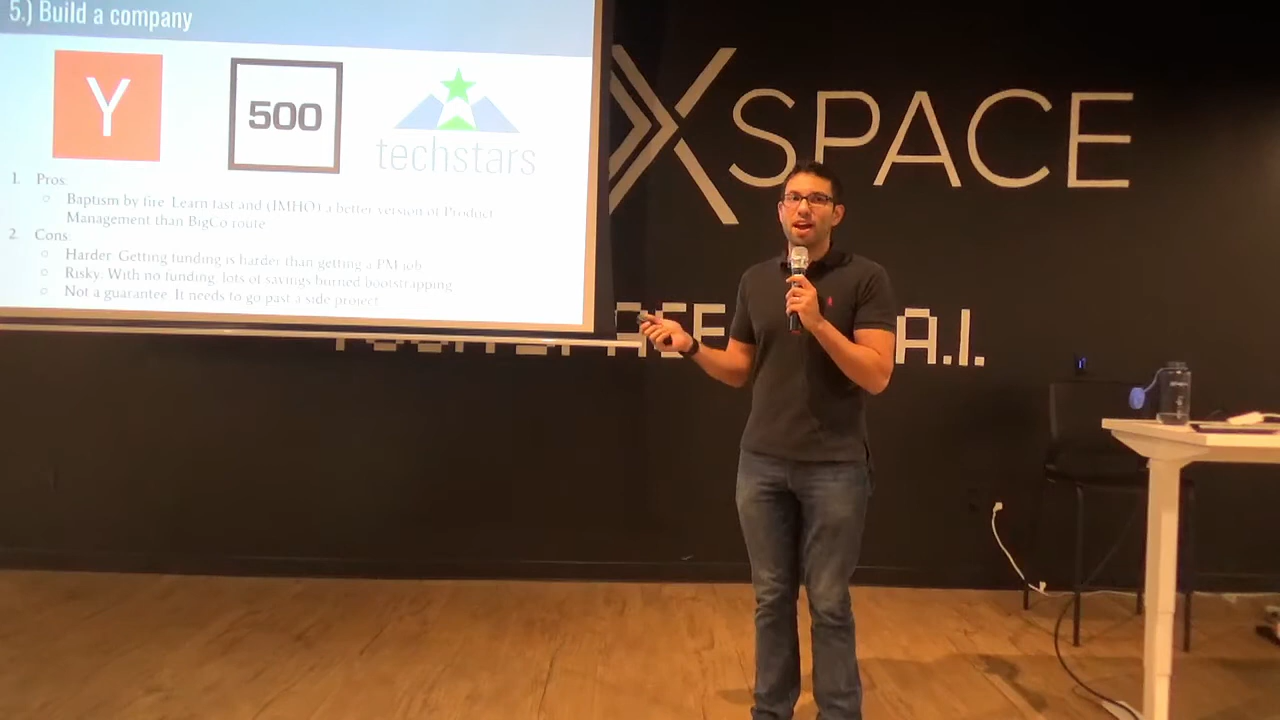 5.) Build a company
Y
500
techstars
1. Pros:
○ Baptism by fire. Learn fast and (IMHO) a better version of Product
Management than BigCo route
2. Cons
○ Harder. Getting funding is harder than getting a PM job
○ Risky. With no funding, lots of savings burned bootstrapping
○ Not a guarantee. It needs to go past a side project
XSPACE
A.I.